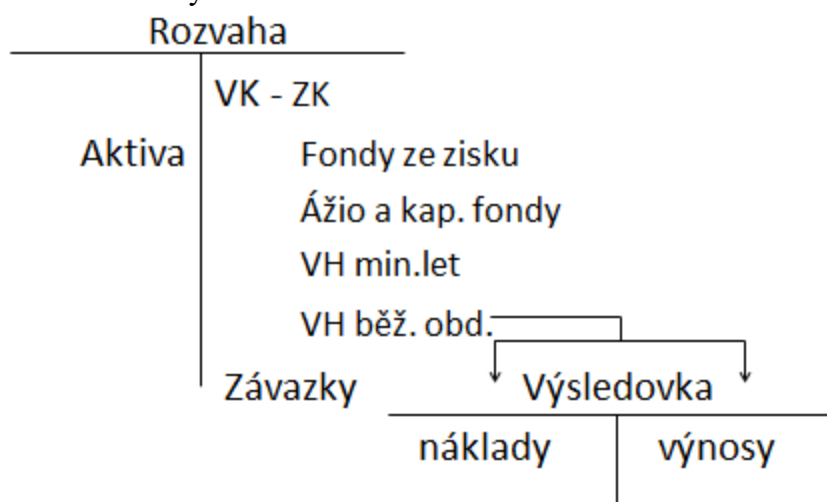 Rozvaha
VK - ZK
Aktiva
Fondy ze zisku
Ážio a kap. fondy
VH min.let
VH běž. obd.
Závazky
Výsledovka
náklady
výnosy